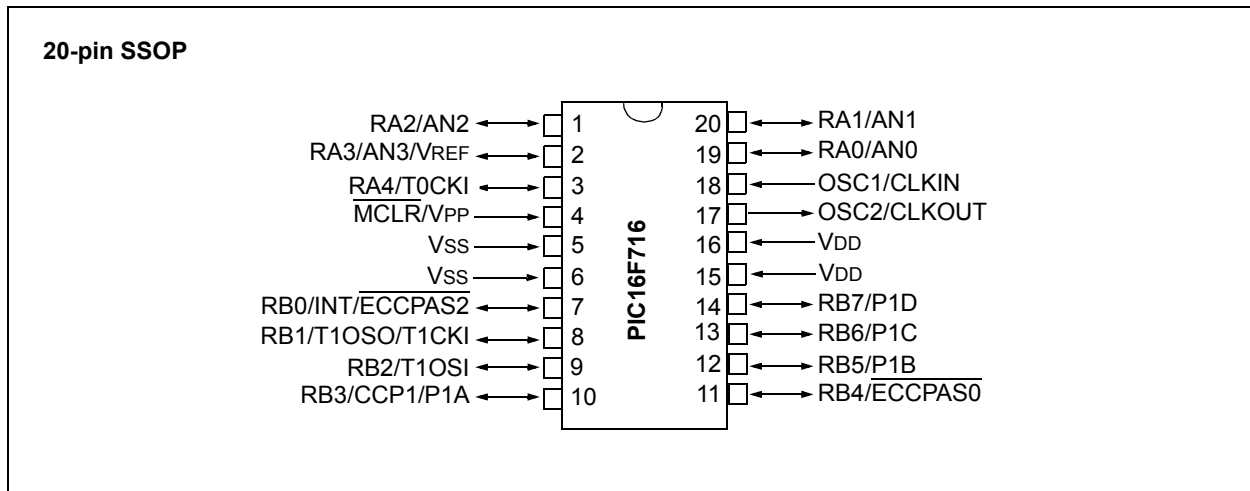 20-pin SSOP
RA2/AN2 1 20 RA1/AN1
RA3/AN3/VREF 2 19 RA0/AN0
RA4/T0CKI 3 18 OSC1/CLKIN
MCLR/VPP 4 17 OSC2/CLKOUT
VSS 5 16 VDD
VSS 6 15 VDD
RB0/INT/ECCPAS2 7 14 RB7/P1D
RB1/T1OSO/T1CKI 8 13 RB6/P1C
RB2/T1OSI 9 12 RB5/P1B
RB3/CCP1/P1A 10 11 RB4/ECCPAS0
PIC16F716